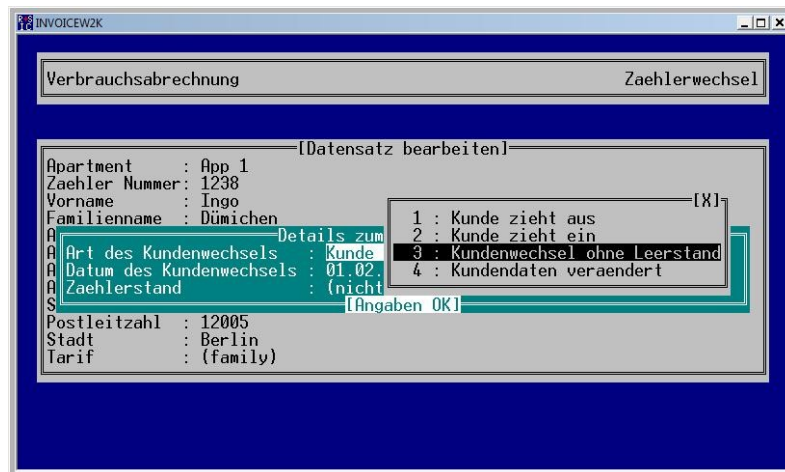 INVOICEW2K
Verbrauchsabrechnung Zaehlerwechsel
[Datensatz bearbeiten]
Apartment : App 1
Zaehler Nummer: 1238
Vorname : Ingo
Familienname : Dümichen
A
A
A
A
S
Postleitzahl : 12005
Stadt : Berlin
Tarif : (family)
Details zum
Art des Kundenwechsels : Kunde
Datum des Kundenwechsels : 01.02.
Zaehlerstand : (nicht
[Angaben OK]
[X]
1 : Kunde zieht aus
2 : Kunde zieht ein
3 : Kundenwechsel ohne Leerstand
4 : Kundendaten veraendert